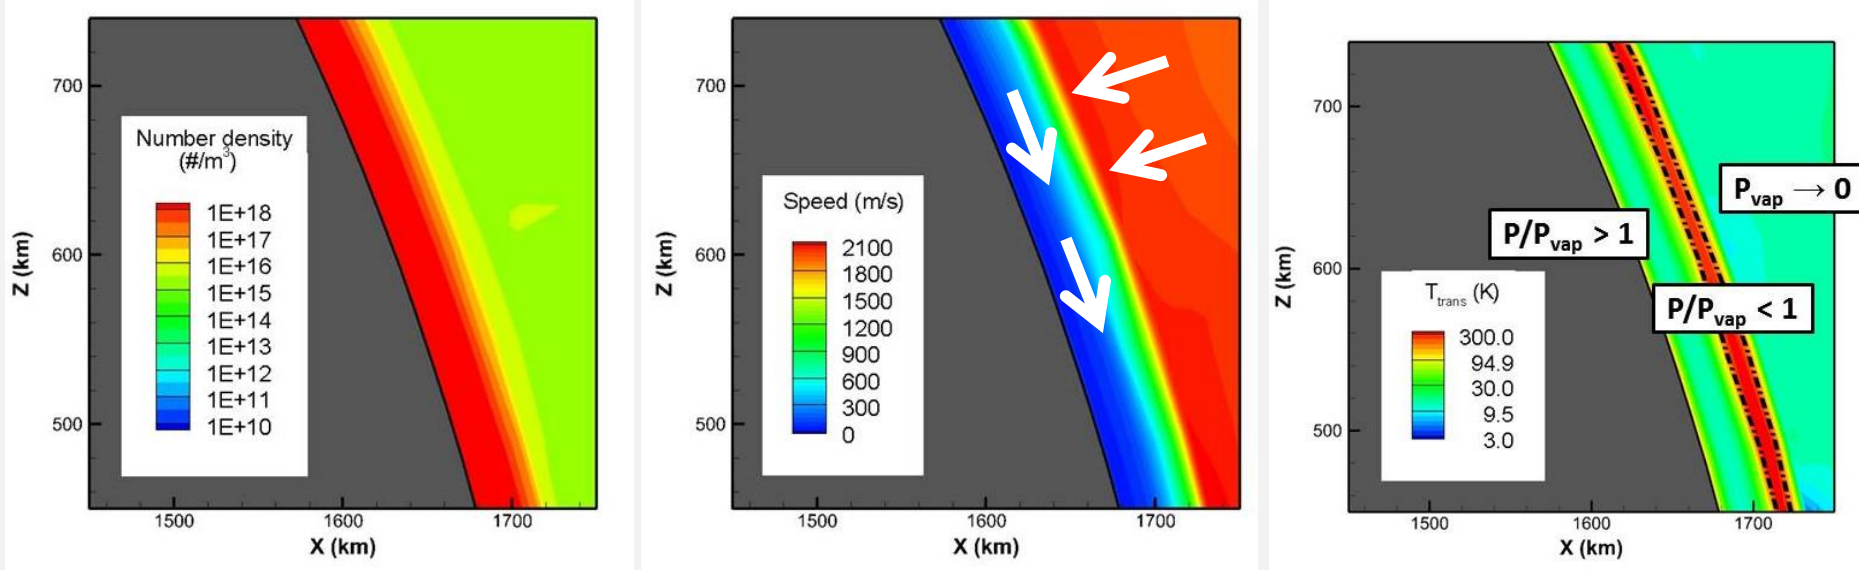 700
600
500
Z (km)
1500 1600 1700
X (km)
Number density
(#/m³)
1E+18
1E+17
1E+16
1E+15
1E+14
1E+13
1E+12
1E+11
1E+10
700
600
500
Z (km)
1500 1600 1700
X (km)
Speed (m/s)
2100
1800
1500
1200
900
600
300
0
700
600
500
Z (km)
1500 1600 1700
X (km)
Pvap → 0
P/Pvap > 1
P/Pvap < 1
Ttrans (K)
300.0
94.9
30.0
9.5
3.0